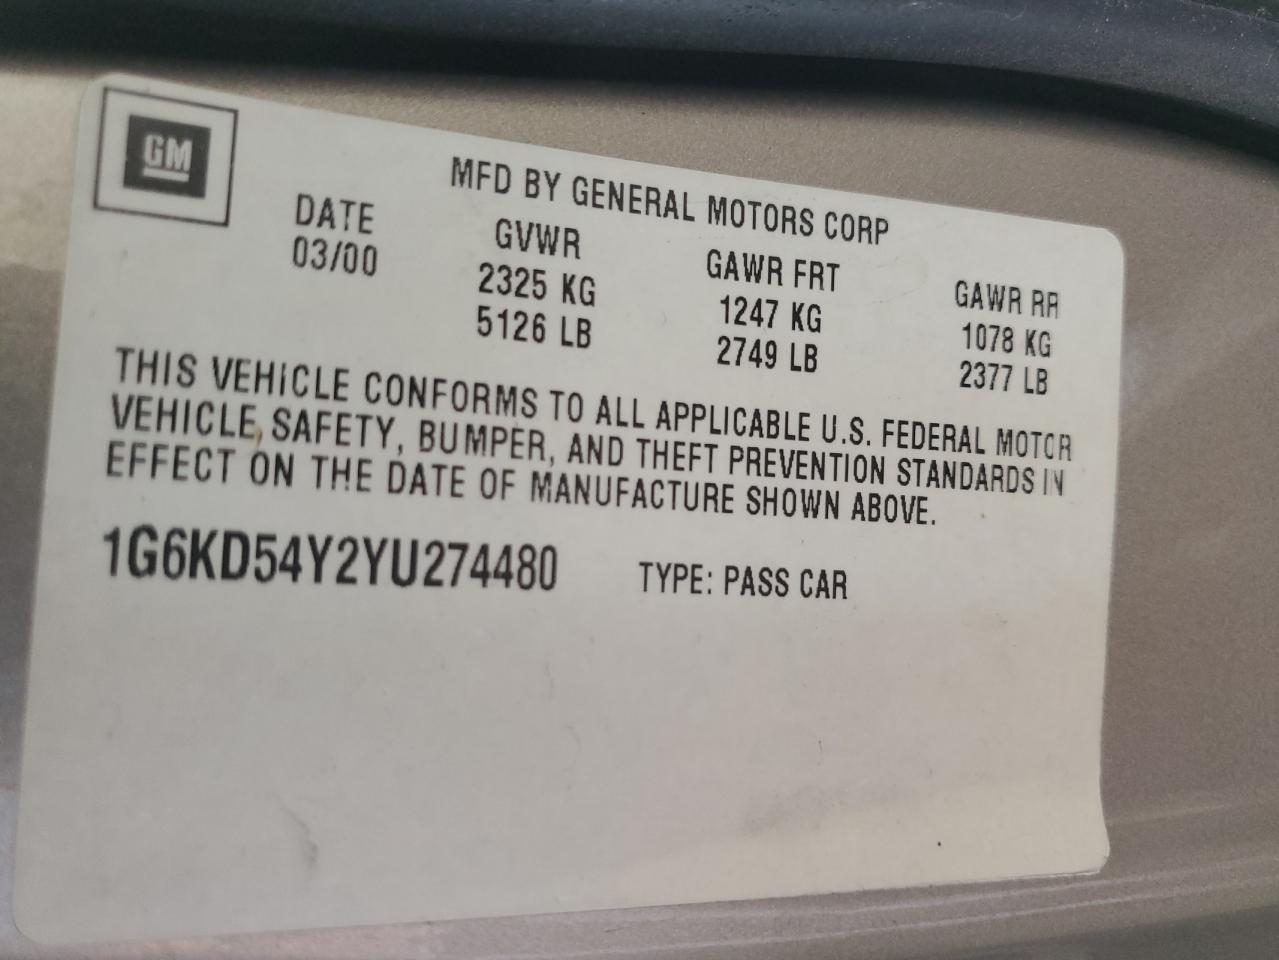 GM
MFD BY GENERAL MOTORS CORP
DATE GVWR GAWR FRT GAWR RR
03/00 2325 KG 1247 KG 1078 KG
5126 LB 2749 LB 2377 LB
THIS VEHICLE CONFORMS TO ALL APPLICABLE U.S. FEDERAL MOTOR
VEHICLE, SAFETY, BUMPER, AND THEFT PREVENTION STANDARDS IN
EFFECT ON THE DATE OF MANUFACTURE SHOWN ABOVE.
1G6KD54Y2YU274480 TYPE: PASS CAR